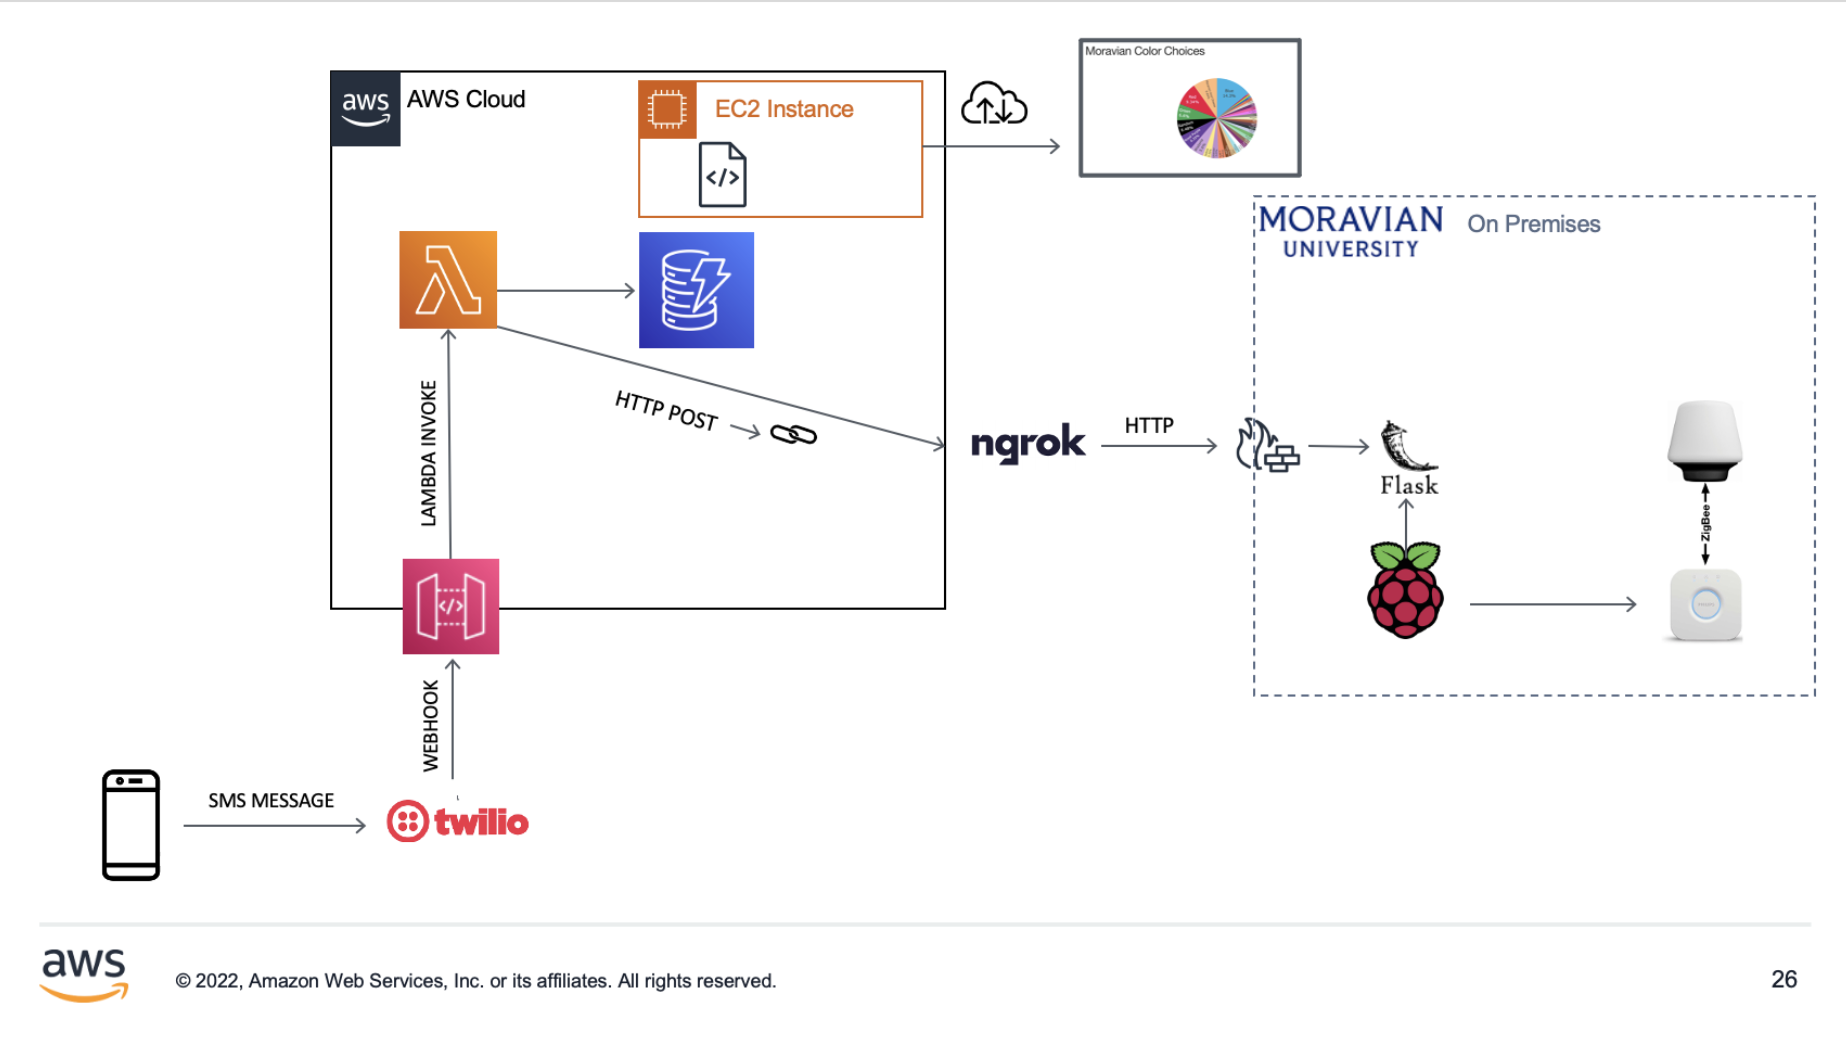 aws
AWS Cloud
EC2 Instance
</>
Moravian Color Choices
MORAVIAN
UNIVERSITY
On Premises
LAMBDA INVOKE
HTTP POST
ngrok
HTTP
Flask
ZigBee
</>
WEBHOOK
SMS MESSAGE
twilio
aws
© 2022, Amazon Web Services, Inc. or its affiliates. All rights reserved.
26